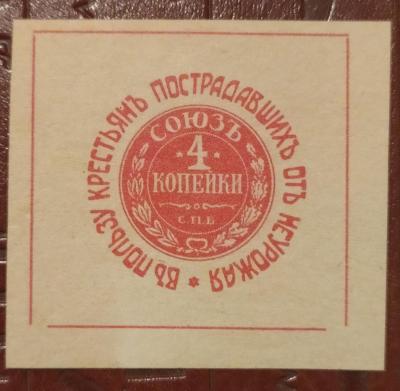 ВЪ ПОЛЬЗУ КРЕСТЬЯНЪ ПОСТРАДАВШИХЪ ОТЪ НЕУРОЖАЯ *
СОЮЗЪ
* 4 *
КОПЕЙКИ
С.П.Б